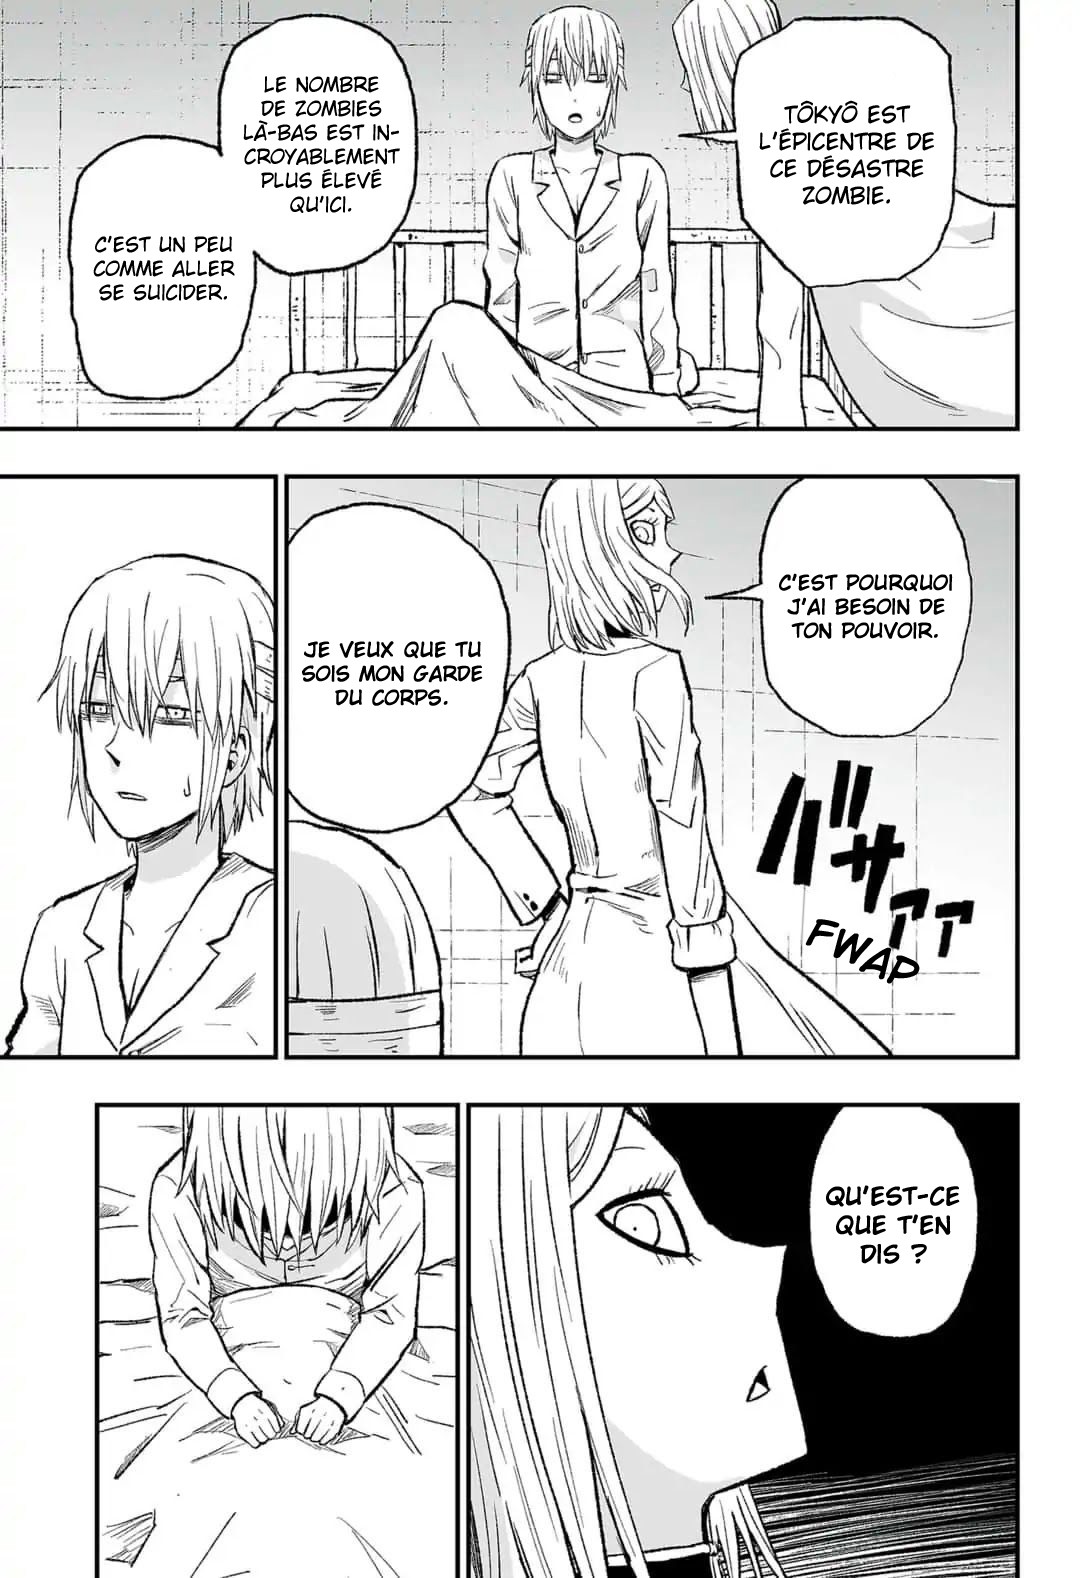 TÔKYÔ EST
L'ÉPICENTRE DE
CE DÉSASTRE
ZOMBIE.
LE NOMBRE
DE ZOMBIES
LÀ-BAS EST IN-
CROYABLEMENT
PLUS ÉLEVÉ
QU'ICI.
C'EST UN PEU
COMME ALLER
SE SUICIDER.
C'EST POURQUOI
J'AI BESOIN DE
TON POUVOIR.
JE VEUX QUE TU
SOIS MON GARDE
DU CORPS.
バサァァ
FWAP
QU'EST-CE
QUE T'EN
DIS ?